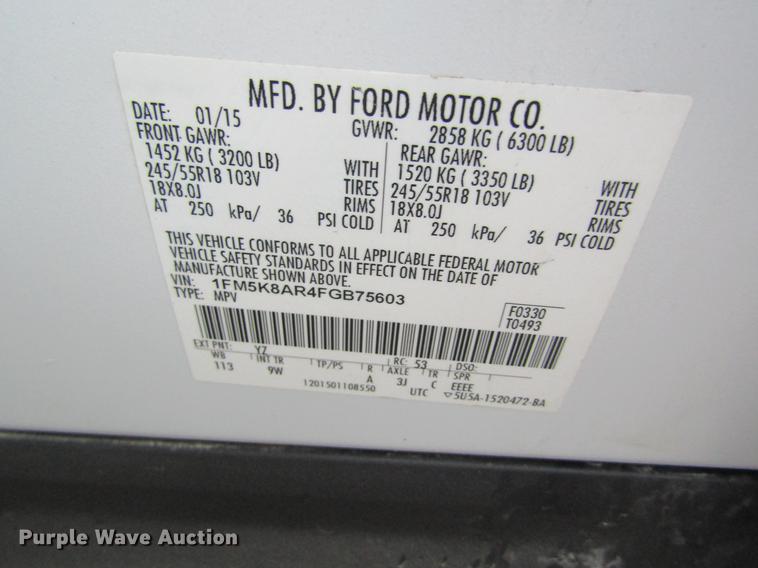 MFD. BY FORD MOTOR CO.
DATE: 01/15 GVWR: 2858 KG ( 6300 LB)
FRONT GAWR: REAR GAWR:
1452 KG ( 3200 LB) WITH 1520 KG ( 3350 LB) WITH
245/55R18 103V TIRES 245/55R18 103V TIRES
18X8.0J RIMS 18X8.0J RIMS
AT 250 kPa/ 36 PSI COLD AT 250 kPa/ 36 PSI COLD
THIS VEHICLE CONFORMS TO ALL APPLICABLE FEDERAL MOTOR
VEHICLE SAFETY STANDARDS IN EFFECT ON THE DATE OF
MANUFACTURE SHOWN ABOVE.
VIN: 1FM5K8AR4FGB75603
TYPE: MPV
F0330
T0493
EXT PNT: YZ RC: 53 DSO:
WB INT TR TP/PS R AXLE TR SPR
113 9W A 3J C EEEE
1201501108550 UTC ▽5U5A-1520472-BA
Purple Wave Auction